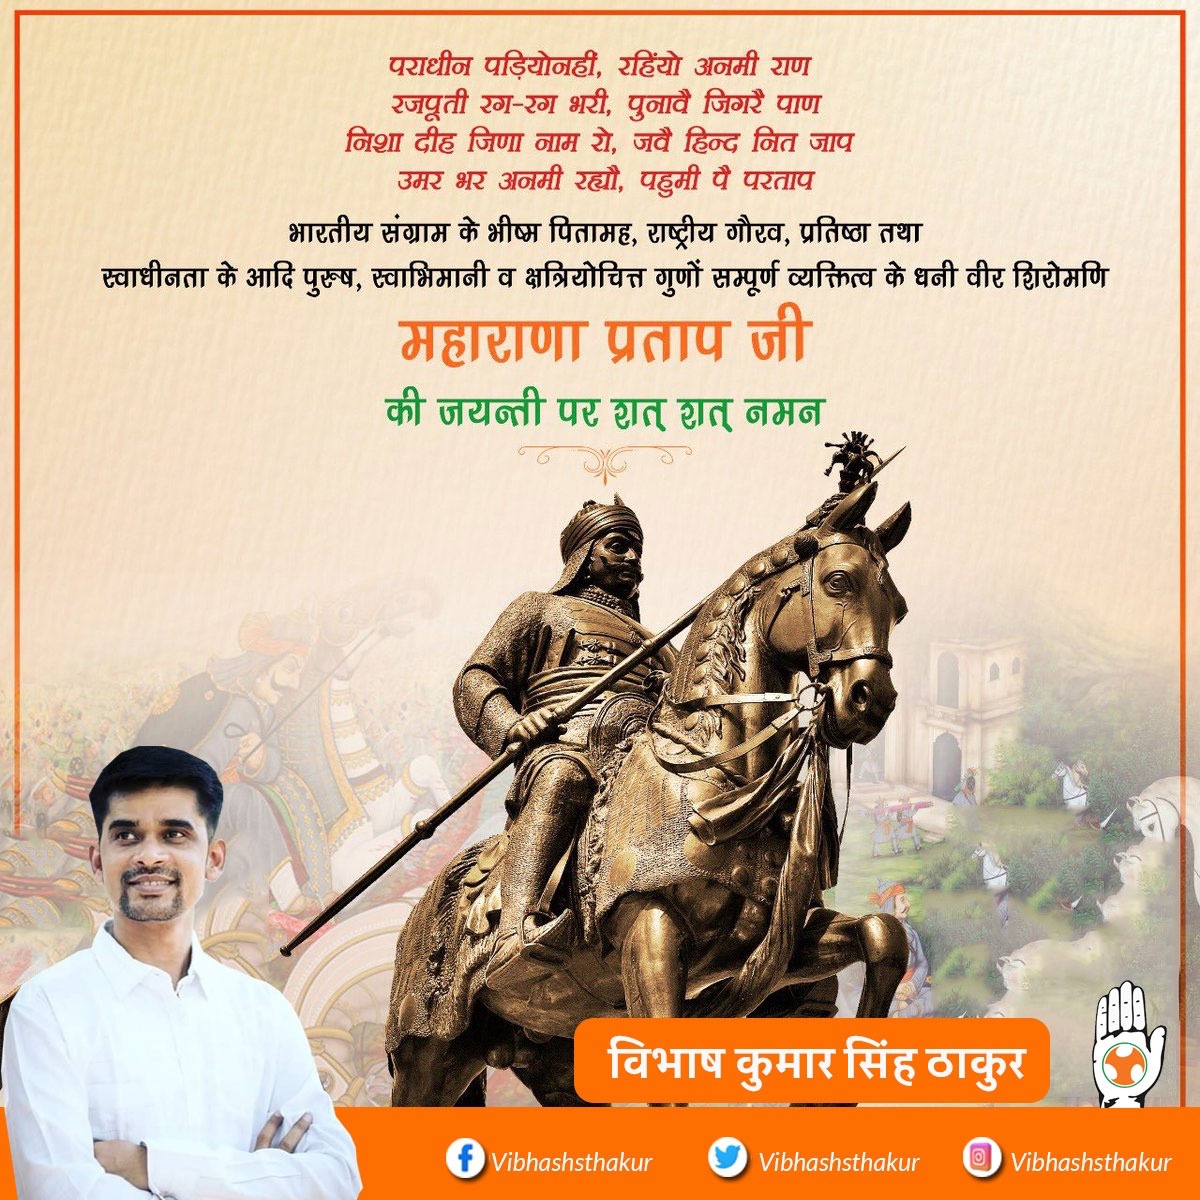 पराधीन पड़ियोनहीं, रहिंयो अनमी राण
रजपूती रग-रग भरी, पुनावै जिगरै पाण
निशा दीह जिणा नाम रो, जवै हिन्द नित जाप
उमर भर अनमी रह्यौ, पहुमी पै परताप
भारतीय संग्राम के भीष्म पितामह, राष्ट्रीय गौरव, प्रतिष्ठा तथा
स्वाधीनता के आदि पुरूष, स्वाभिमानी व क्षत्रियोचित्त गुणों सम्पूर्ण व्यक्तित्व के धनी वीर शिरोमणि
महाराणा प्रताप जी
की जयन्ती पर शत् शत् नमन
विभाष कुमार सिंह ठाकुर
Vibhashsthakur Vibhashsthakur Vibhashsthakur